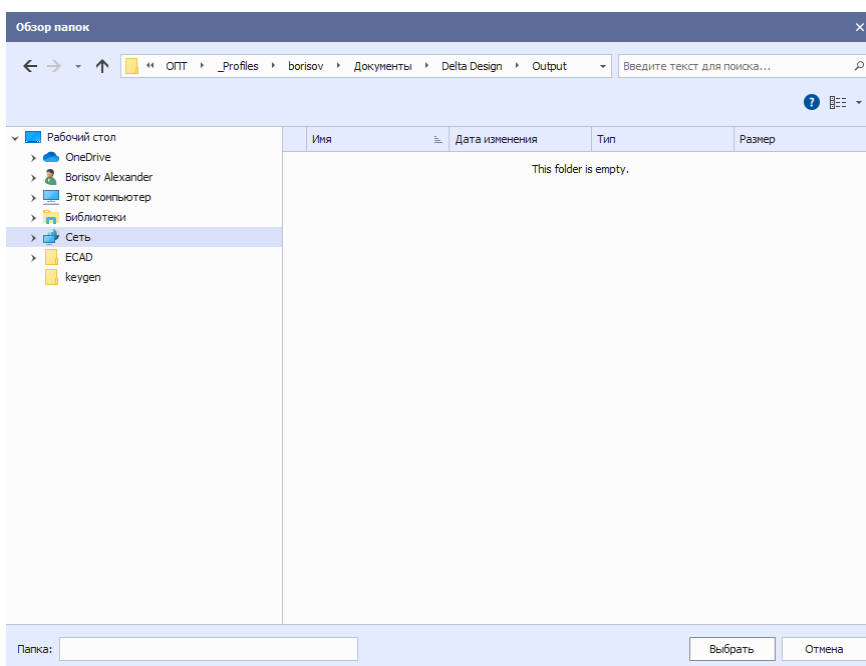 Обзор папок
ОПТ _Profiles borisov Документы Delta Design Output Введите текст для поиска...
Рабочий стол Имя Дата изменения Тип Размер
OneDrive This folder is empty.
Borisov Alexander
Этот компьютер
Библиотеки
Сеть
ECAD
keygen
Папка: Выбрать Отмена